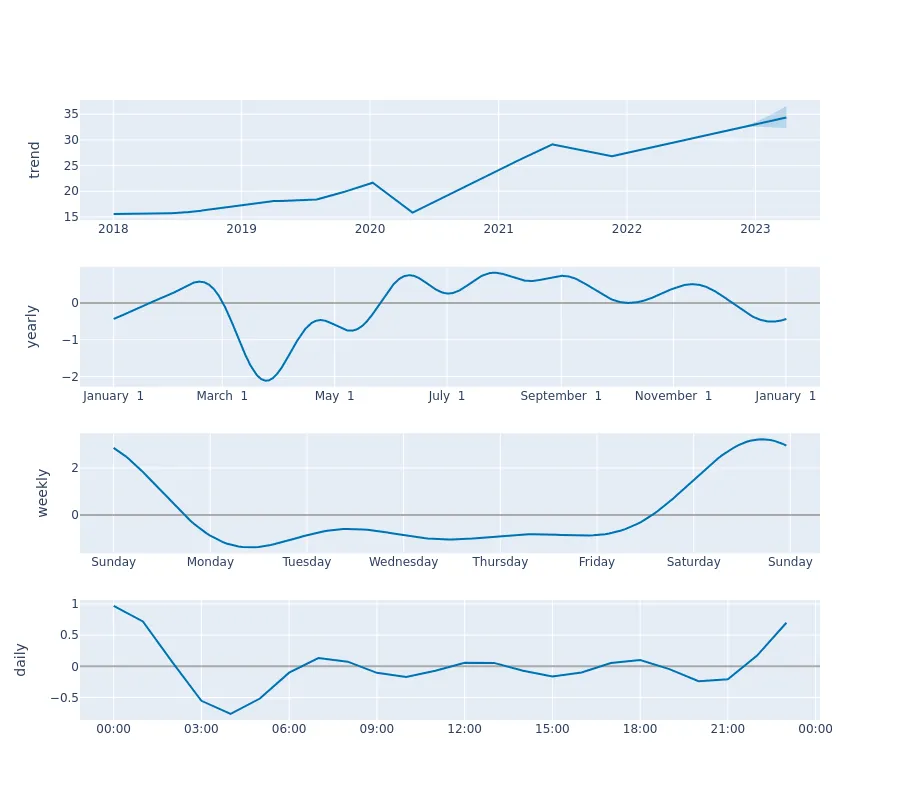 trend
35
30
25
20
15
2018 2019 2020 2021 2022 2023
yearly
0
−1
−2
January 1 March 1 May 1 July 1 September 1 November 1 January 1
weekly
2
0
Sunday Monday Tuesday Wednesday Thursday Friday Saturday Sunday
daily
1
0.5
0
−0.5
00:00 03:00 06:00 09:00 12:00 15:00 18:00 21:00 00:00